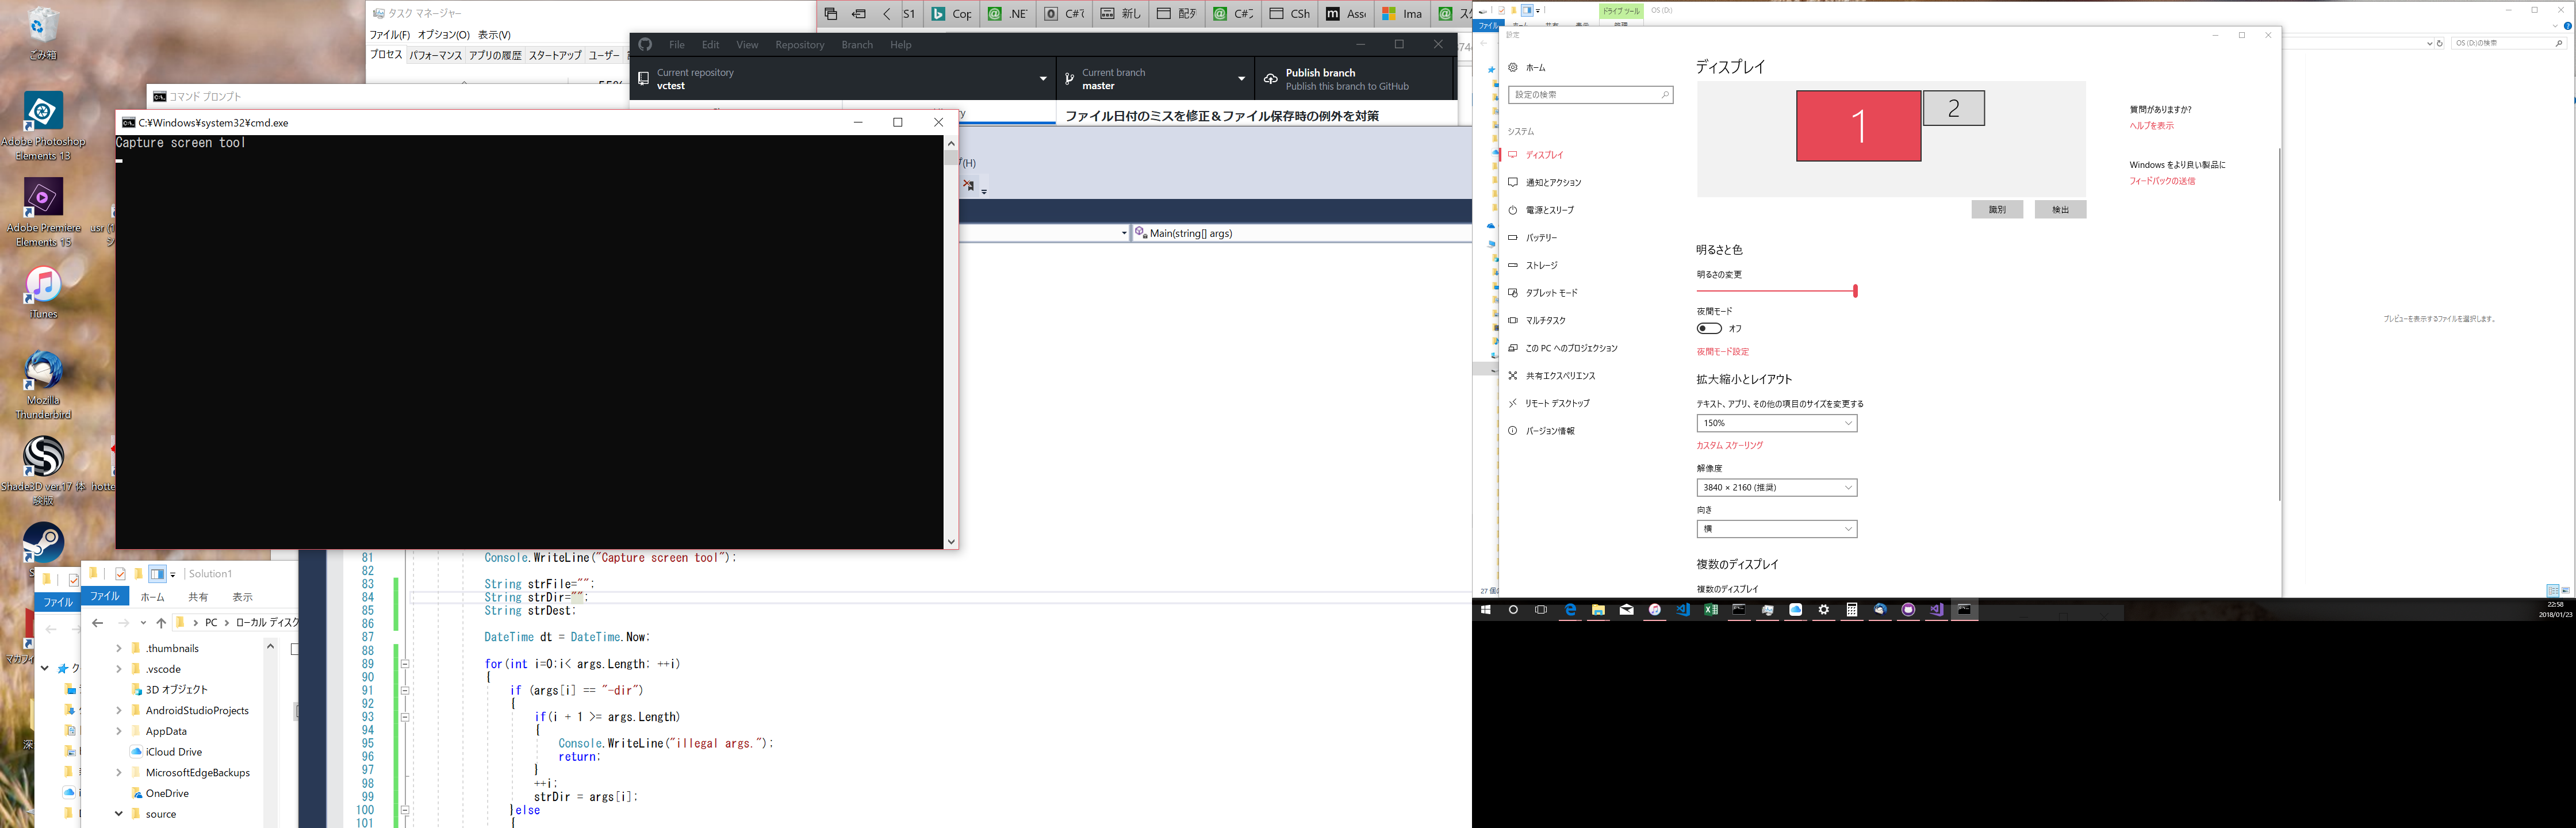 ごみ箱
Adobe Photoshop
Elements 13
Adobe Premiere
Elements 15
iTunes
Mozilla
Thunderbird
Shade3D ver.17 体
験版
タスク マネージャー
ファイル(F) オプション(O) 表示(V)
プロセス パフォーマンス アプリの履歴 スタートアップ ユーザー
コマンド プロンプト
C:¥Windows¥system32¥cmd.exe
Capture screen tool
File Edit View Repository Branch Help
Current repository
vctest
Current branch
master
Publish branch
Publish this branch to GitHub
ファイル日付のミスを修正＆ファイル保存時の例外を対策
(H)
Main(string[] args)
81 Console.WriteLine("Capture screen tool");
82
83 String strFile="";
84 String strDir="";
85 String strDest;
86
87 DateTime dt = DateTime.Now;
88
89 for(int i=0;i< args.Length; ++i)
90 {
91 if (args[i] == "-dir")
92 {
93 if(i + 1 >= args.Length)
94 {
95 Console.WriteLine("illegal args.");
96 return;
97 }
98 ++i;
99 strDir = args[i];
100 }else
101 {
Solution1
ファイル
ファイル ホーム 共有 表示
PC ローカル ディスク
.thumbnails
.vscode
3D オブジェクト
AndroidStudioProjects
AppData
iCloud Drive
MicrosoftEdgeBackups
OneDrive
source
ドライブ ツール OS (D:)
ファイル ホーム 共有 表示 管理
OS (D:)の検索
プレビューを表示するファイルを選択します。
設定
ホーム
設定の検索
システム
ディスプレイ
通知とアクション
電源とスリープ
バッテリー
ストレージ
タブレット モード
マルチタスク
この PC へのプロジェクション
共有エクスペリエンス
リモート デスクトップ
バージョン情報
ディスプレイ
1
2
識別 検出
明るさと色
明るさの変更
夜間モード
オフ
夜間モード設定
拡大縮小とレイアウト
テキスト、アプリ、その他の項目のサイズを変更する
150%
カスタム スケーリング
解像度
3840 × 2160 (推奨)
向き
横
複数のディスプレイ
複数のディスプレイ
質問がありますか?
ヘルプを表示
Windows をより良い製品に
フィードバックの送信
22:58
2018/01/23